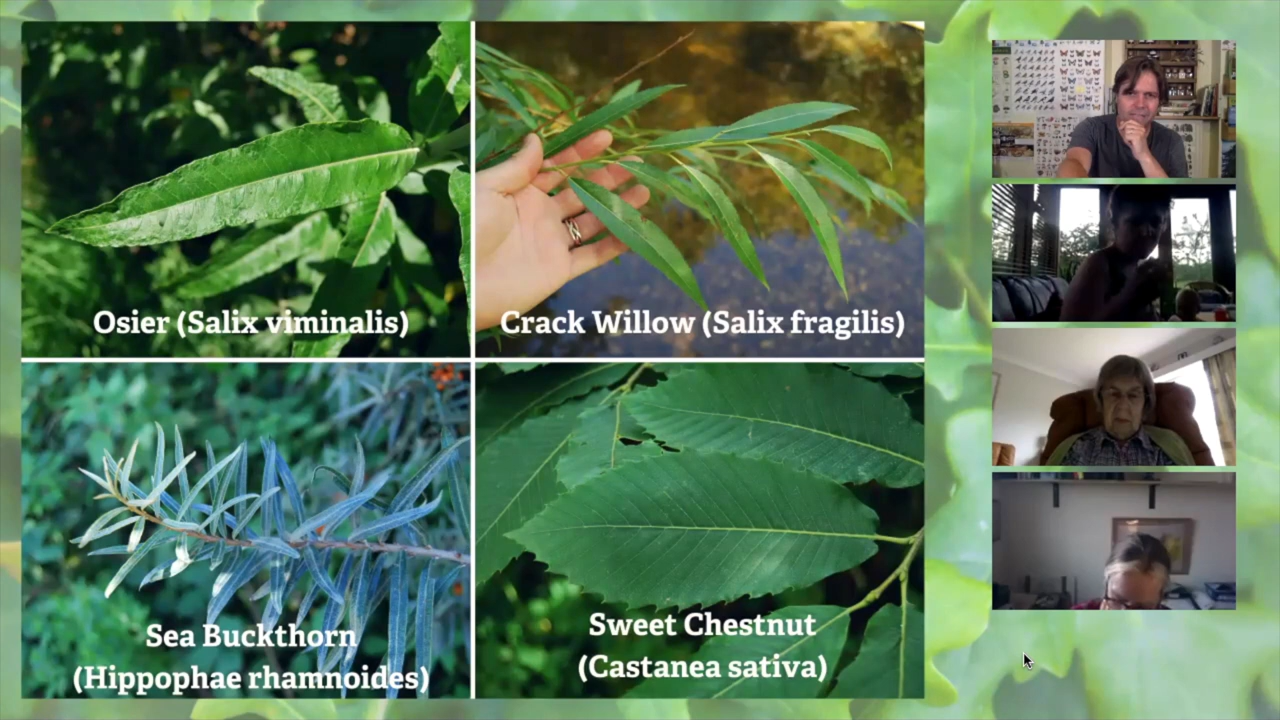 Osier (Salix viminalis)
Crack Willow (Salix fragilis)
Sea Buckthorn
(Hippophae rhamnoides)
Sweet Chestnut
(Castanea sativa)